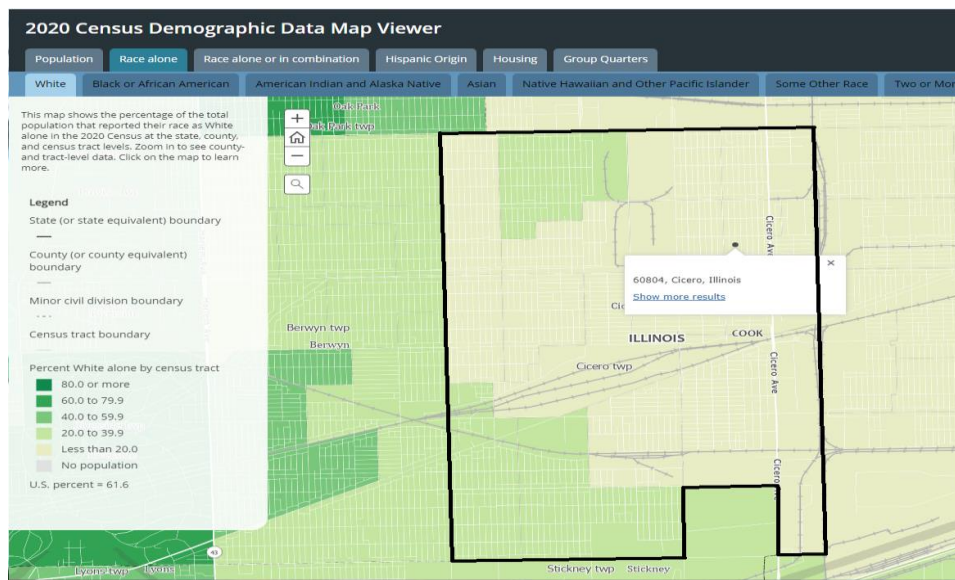 2020 Census Demographic Data Map Viewer
Population Race alone Race alone or in combination Hispanic Origin Housing Group Quarters
White Black or African American American Indian and Alaska Native Asian Native Hawaiian and Other Pacific Islander Some Other Race Two or Mor
This map shows the percentage of the total
population that reported their race as White
alone in the 2020 Census at the state, county,
and census tract levels. Zoom in to see county-
and tract-level data. Click on the map to learn
more.
Legend
State (or state equivalent) boundary
County (or county equivalent)
boundary
Minor civil division boundary
Census tract boundary
Percent White alone by census tract
80.0 or more
60.0 to 79.9
40.0 to 59.9
20.0 to 39.9
Less than 20.0
No population
U.S. percent = 61.6
Oak Park
Oak Park twp
Cicero Ave
60804, Cicero, Illinois
Show more results
Cic
Berwyn twp
Berwyn
ILLINOIS
COOK
Cicero twp
Cicero Ave
Cicero
43
Lyons twp Lyons
Stickney twp Stickney